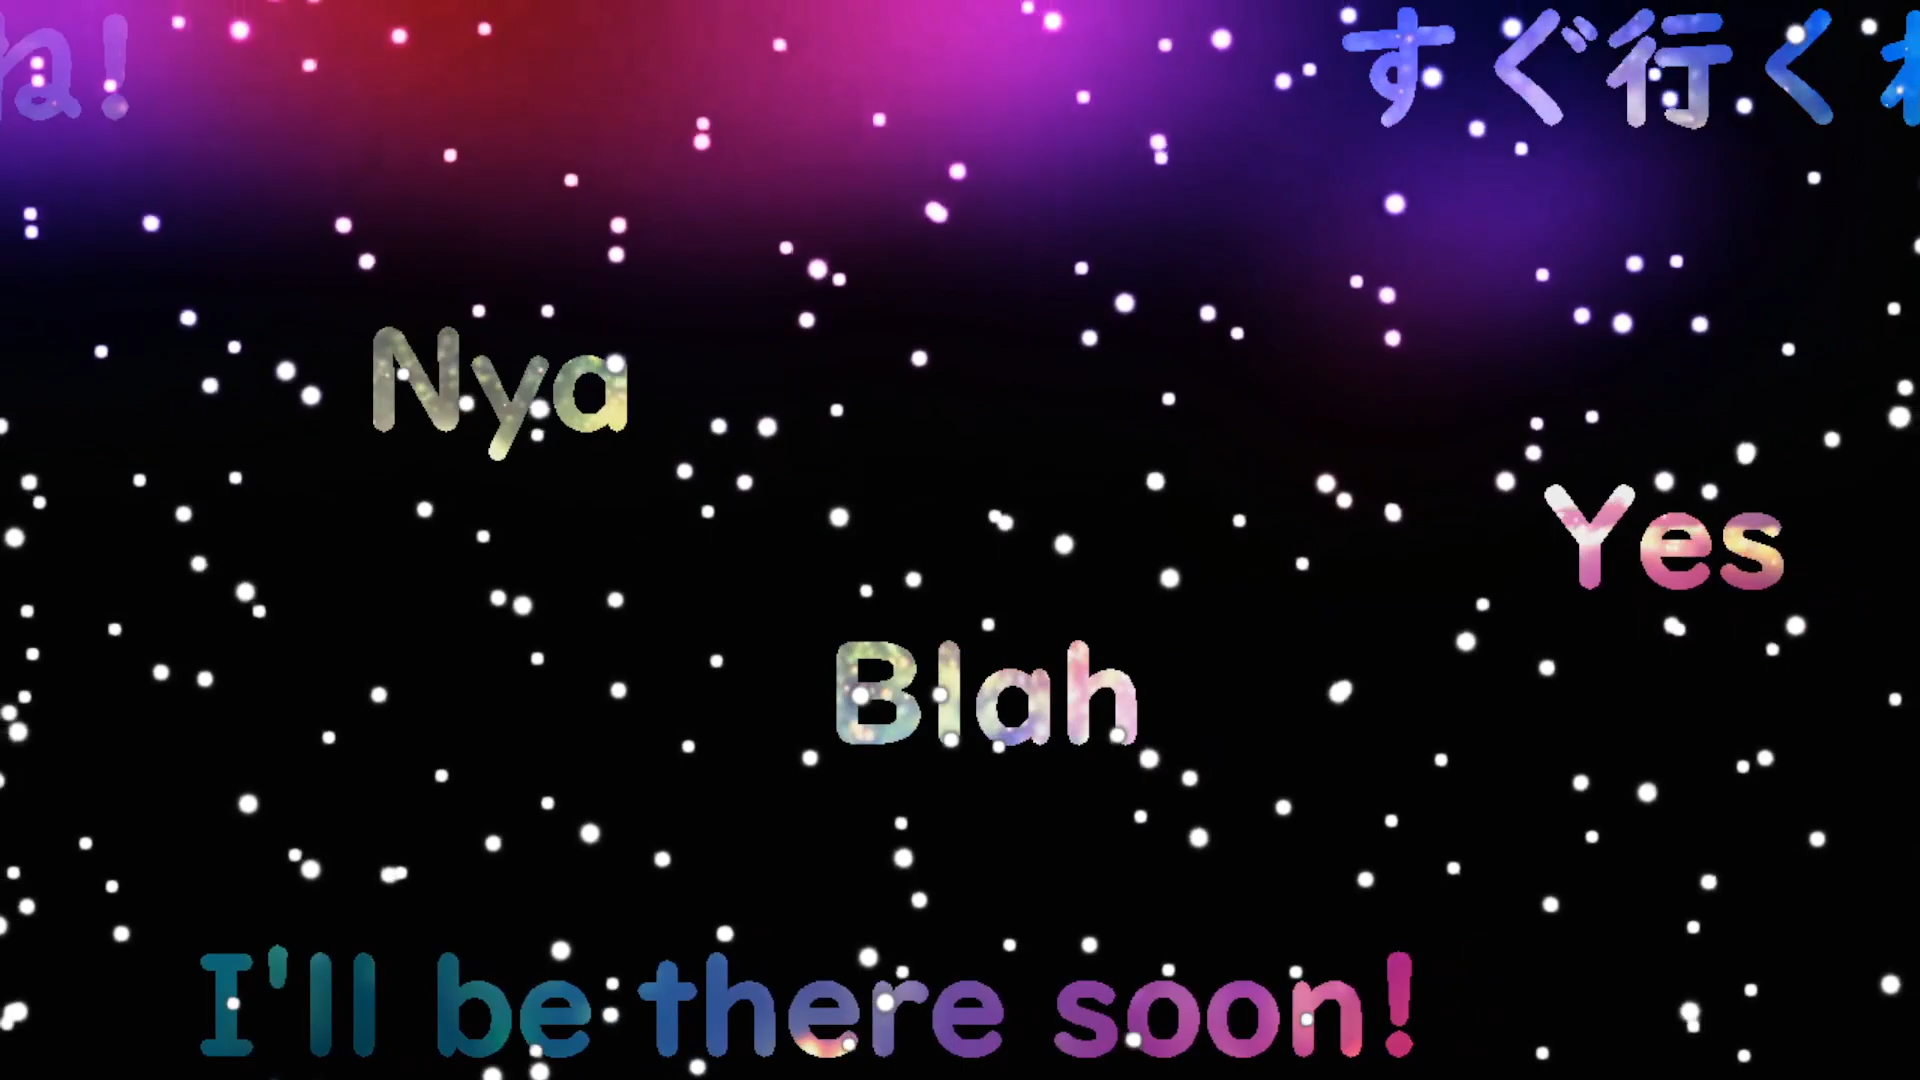 すぐ行くね!
Nya
Yes
Blah
I'll be there soon!